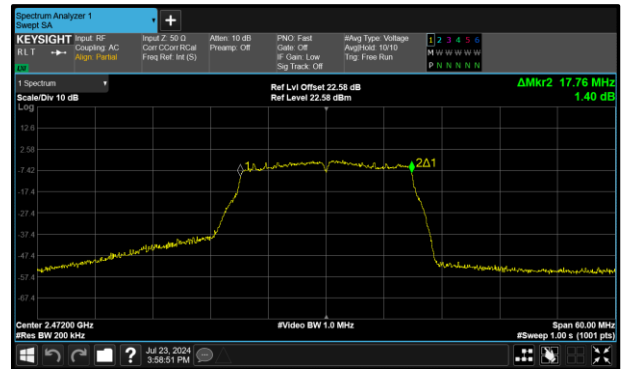 Spectrum Analyzer 1
Swept SA
+
KEYSIGHT Input: RF Input Z: 50 Ω Atten: 10 dB PNO: Fast #Avg Type: Voltage 1 2 3 4 5 6
RLT Coupling: AC Corr CCorr RCal Preamp: Off Gate: Off Avg|Hold: 10/10 M W W W W W
Align: Partial Freq Ref: Int (S) IF Gain: Low Trig: Free Run
Sig Track: Off P N N N N N
LW
1 Spectrum Ref Lvl Offset 22.58 dB ΔMkr2 17.76 MHz
Scale/Div 10 dB Ref Level 22.58 dBm 1.40 dB
Log
12.6
2.58
-7.42 1 2Δ1
-17.4
-27.4
-37.4
-47.4
-57.4
-67.4
Center 2.47200 GHz #Video BW 1.0 MHz Span 60.00 MHz
#Res BW 200 kHz #Sweep 1.00 s (1001 pts)
? Jul 23, 2024
3:58:51 PM